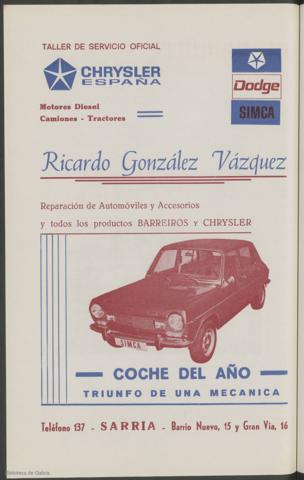 TALLER DE SERVICIO OFICIAL
CHRYSLER
ESPAÑA
Dodge
SIMCA
Motores Diesel
Camiones - Tractores
Ricardo González Vázquez
Reparación de Automóviles y Accesorios
y todos los productos BARREIROS Y CHRYSLER
SIMCA
COCHE DEL AÑO
TRIUNFO DE UNA MECANICA
Teléfono 137 - SARRIA - Barrio Nuevo, 15 y Gran Via, 16
Biblioteca de Galicia